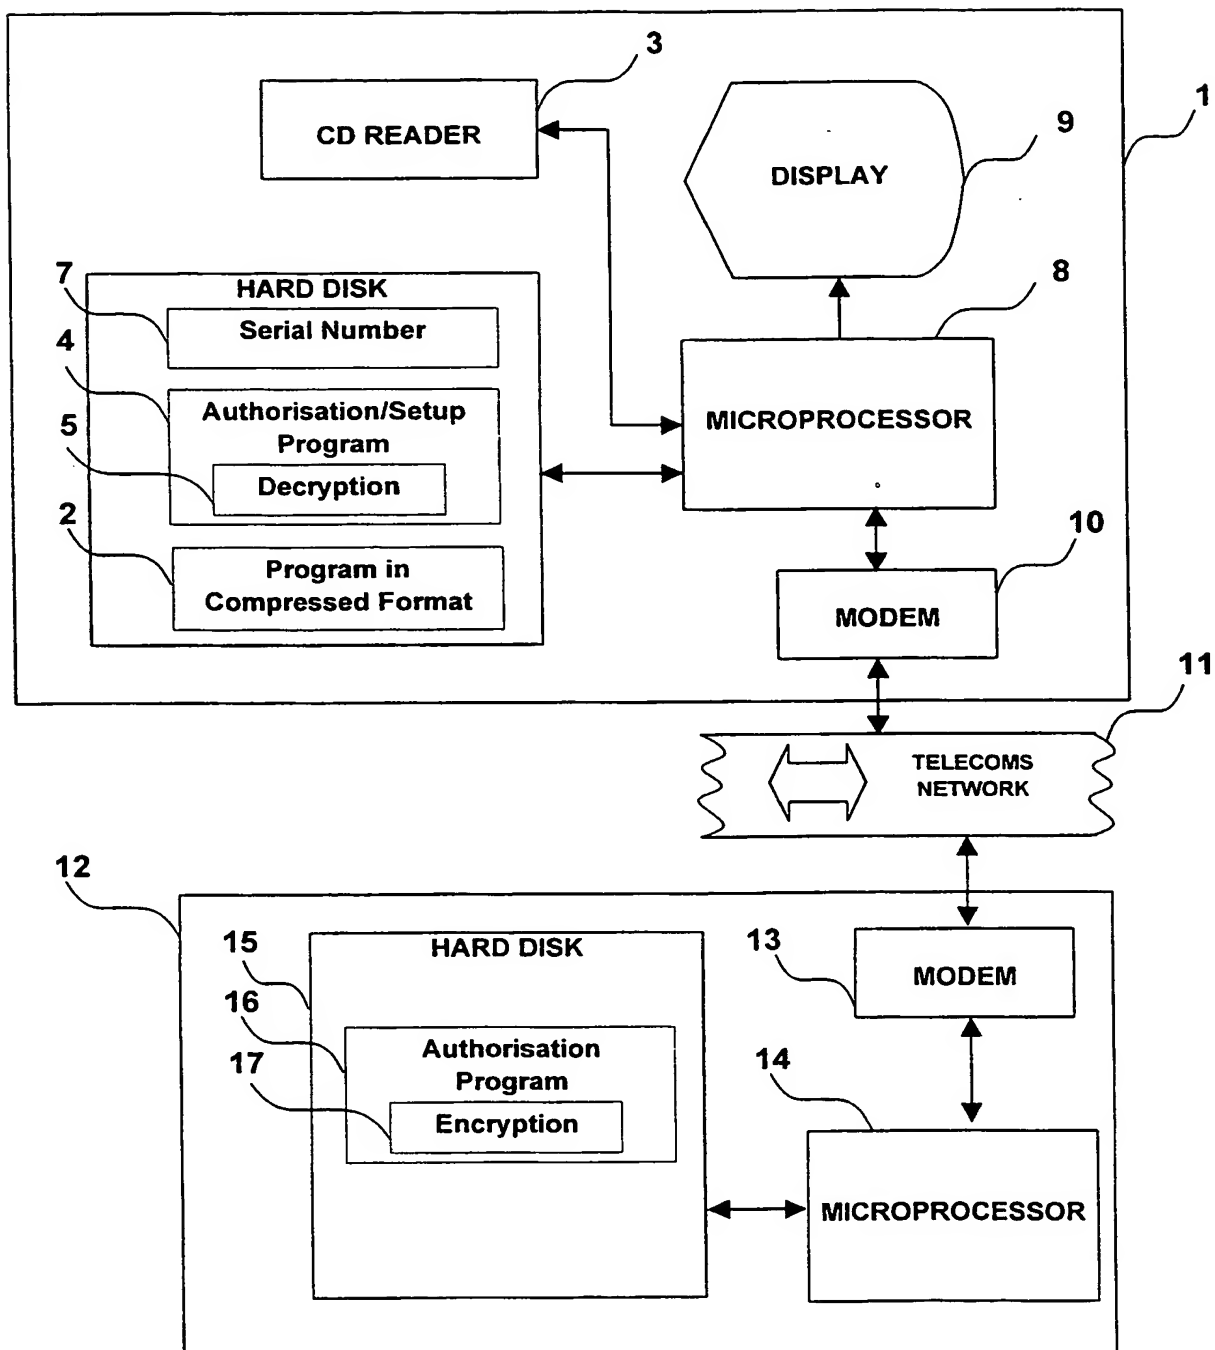 3
CD READER
1
9
DISPLAY
7
HARD DISK
8
Serial Number
4
Authorisation/Setup
Program
MICROPROCESSOR
5
Decryption
2
10
Program in
Compressed Format
MODEM
11
TELECOMS
NETWORK
12
15
HARD DISK
13
MODEM
16
Authorisation
Program
17
14
Encryption
MICROPROCESSOR